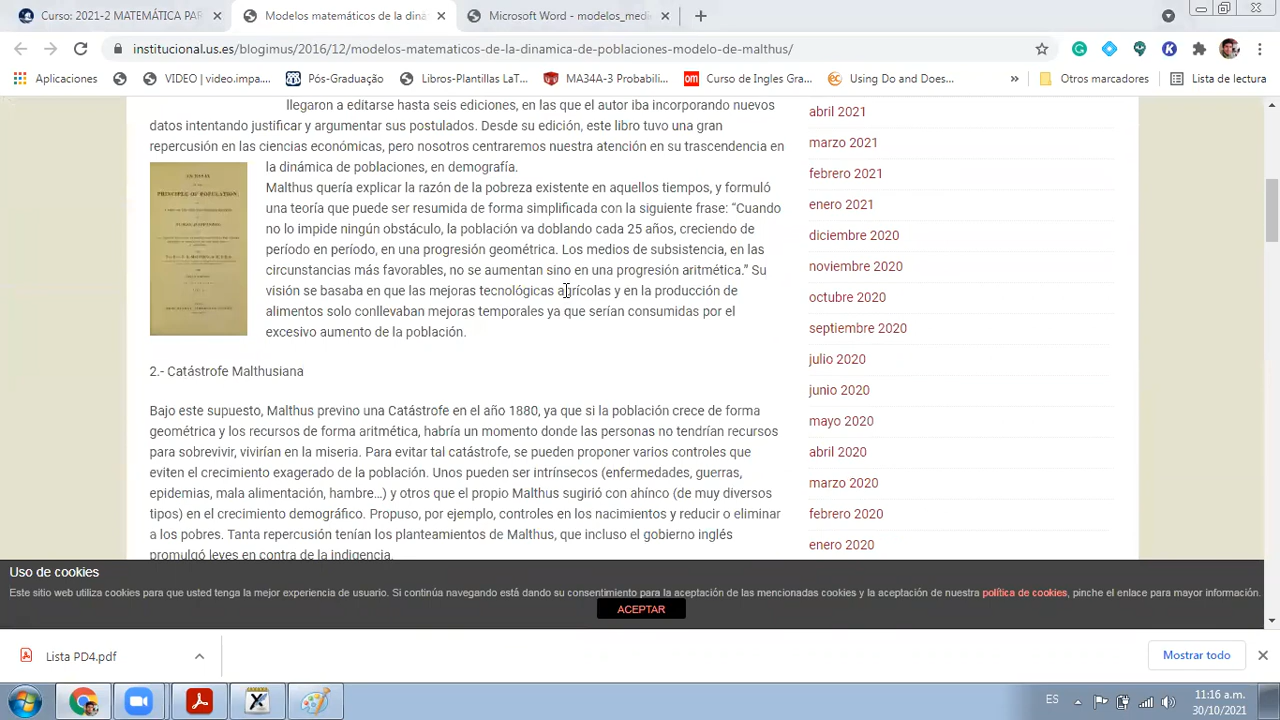 Curso: 2021-2 MATEMÁTICA PAR
Modelos matemáticos de la dina
Microsoft Word - modelos_medi
institucional.us.es/blogimus/2016/12/modelos-matematicos-de-la-dinamica-de-poblaciones-modelo-de-malthus/
Aplicaciones
VIDEO | video.impa...
Pós-Graduação
Libros-Plantillas LaT...
MA34A-3 Probabili...
Curso de Ingles Gra...
Using Do and Does...
»
Otros marcadores
Lista de lectura
llegaron a editarse hasta seis ediciones, en las que el autor iba incorporando nuevos
datos intentando justificar y argumentar sus postulados. Desde su edición, este libro tuvo una gran
repercusión en las ciencias económicas, pero nosotros centraremos nuestra atención en su trascendencia en
la dinámica de poblaciones, en demografía.
Malthus quería explicar la razón de la pobreza existente en aquellos tiempos, y formuló
una teoría que puede ser resumida de forma simplificada en la siguiente frase: “Cuando
no lo impide ningún obstáculo, la población va doblando cada 25 años, creciendo de
período en período, en una progresión geométrica. Los medios de subsistencia, en las
circunstancias más favorables, no se aumentan sino en una progresión aritmética.” Su
visión se basaba en que las mejoras tecnológicas agrícolas y en la producción de
alimentos solo conllevaban mejoras temporales ya que serían consumidas por el
excesivo aumento de la población.
PRINCIPLE OF POPULATION,
2.- Catástrofe Malthusiana
Bajo este supuesto, Malthus previno una Catástrofe en el año 1880, ya que si la población crece de forma
geométrica y los recursos de forma aritmética, habría un momento donde las personas no tendrían recursos
para sobrevivir, vivirían en la miseria. Para evitar tal catástrofe, se pueden proponer varios controles que
eviten el crecimiento exagerado de la población. Unos pueden ser intrínsecos (enfermedades, guerras,
epidemias, mala alimentación, hambre...) y otros que el propio Malthus sugirió con ahínco (de muy diversos
tipos) en el crecimiento demográfico. Propuso, por ejemplo, controles en los nacimientos y reducir o eliminar
a los pobres. Tanta repercusión tenían los planteamientos de Malthus, que incluso el gobierno inglés
promulgó leyes en contra de la indigencia.
abril 2021
marzo 2021
febrero 2021
enero 2021
diciembre 2020
noviembre 2020
octubre 2020
septiembre 2020
julio 2020
junio 2020
mayo 2020
abril 2020
marzo 2020
febrero 2020
enero 2020
Uso de cookies
Este sitio web utiliza cookies para que usted tenga la mejor experiencia de usuario. Si continúa navegando está dando su consentimiento para la aceptación de las mencionadas cookies y la aceptación de nuestra política de cookies, pinche el enlace para mayor información.
ACEPTAR
Lista PD4.pdf
Mostrar todo
ES
11:16 a.m.
30/10/2021